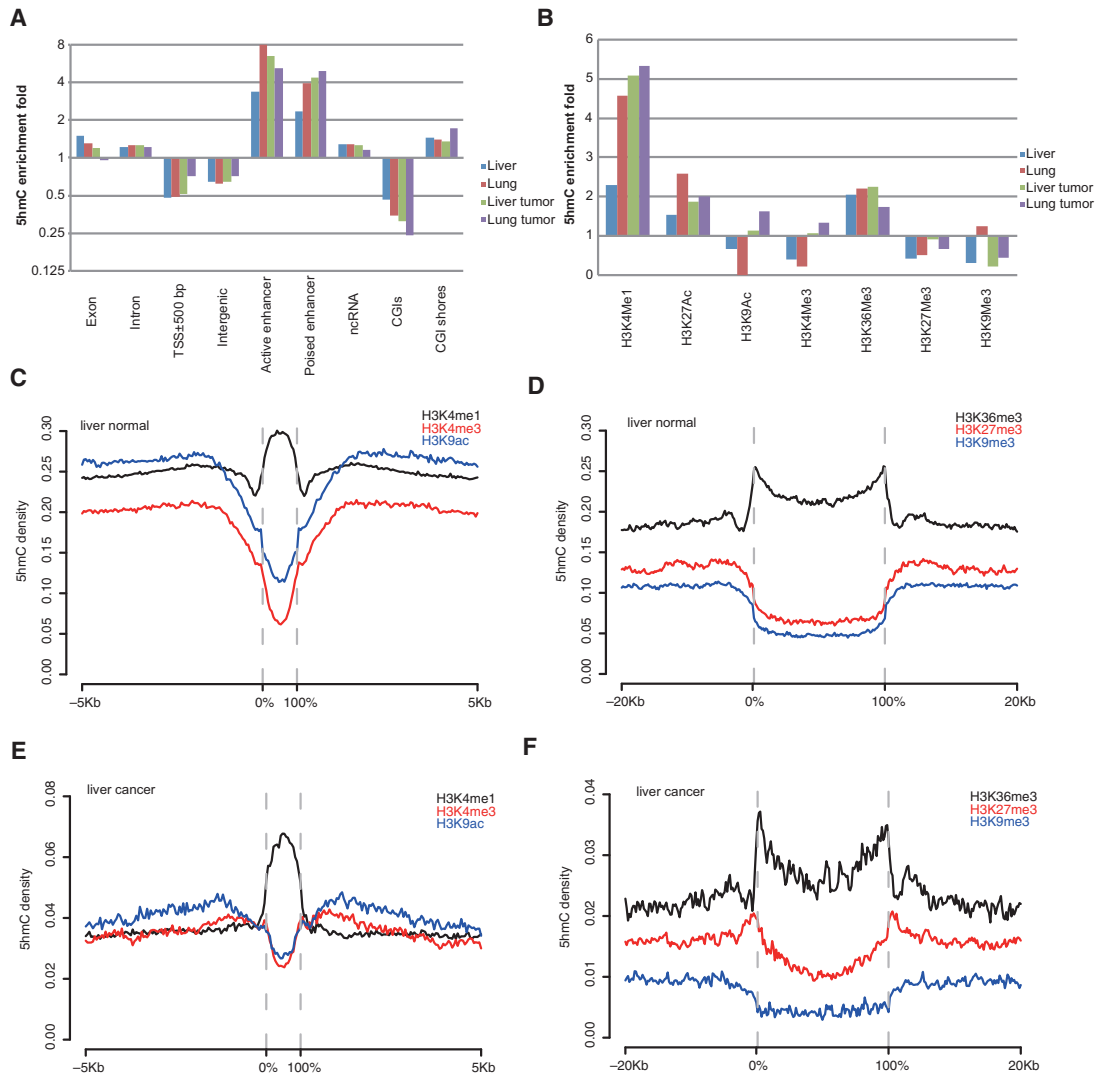 A
5hmC enrichment fold
8
4
2
1
0.5
0.25
0.125
Exon
Intron
TSS±500 bp
Intergenic
Active enhancer
Poised enhancer
ncRNA
CGIs
CGI shores
Liver
Lung
Liver tumor
Lung tumor
B
5hmC enrichment fold
6
5
4
3
2
1
0
H3K4Me1
H3K27Ac
H3K9Ac
H3K4Me3
H3K36Me3
H3K27Me3
H3K9Me3
Liver
Lung
Liver tumor
Lung tumor
C
liver normal
H3K4me1
H3K4me3
H3K9ac
5hmC density
0.30
0.25
0.20
0.15
0.10
0.05
0.00
−5Kb
0%
100%
5Kb
D
liver normal
H3K36me3
H3K27me3
H3K9me3
5hmC density
0.30
0.25
0.20
0.15
0.10
0.05
0.00
−20Kb
0%
100%
20Kb
E
liver cancer
H3K4me1
H3K4me3
H3K9ac
5hmC density
0.08
0.06
0.04
0.02
0.00
−5Kb
0%
100%
5Kb
F
liver cancer
H3K36me3
H3K27me3
H3K9me3
5hmC density
0.04
0.03
0.02
0.01
0.00
−20Kb
0%
100%
20Kb